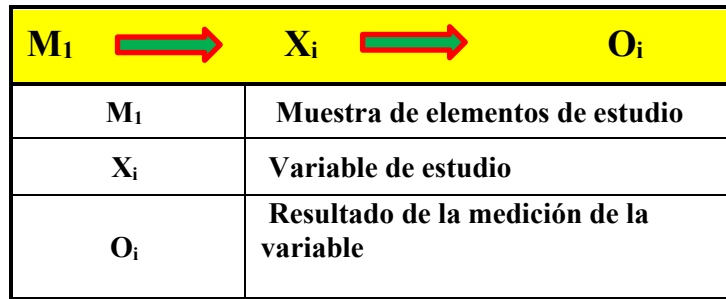 M₁ Xᵢ Oᵢ
M₁ Muestra de elementos de estudio
Xᵢ Variable de estudio
Oᵢ Resultado de la medición de la
variable